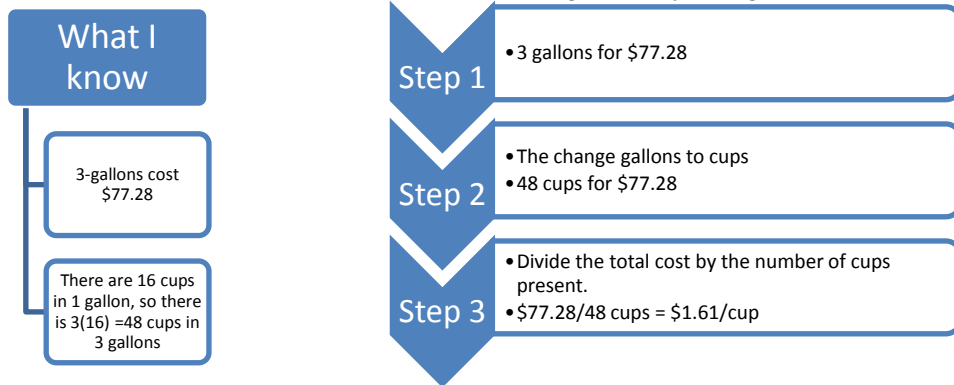 What I
know
3-gallons cost
$77.28
There are 16 cups
in 1 gallon, so there
is 3(16) =48 cups in
3 gallons
Step 1
•3 gallons for $77.28
Step 2
•The change gallons to cups
•48 cups for $77.28
Step 3
•Divide the total cost by the number of cups
present.
•$77.28/48 cups = $1.61/cup